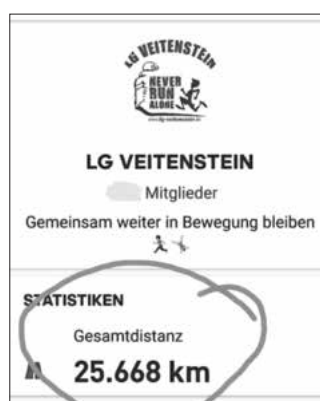 LG VEITENSTEIN
NEVER
RUN
ALONE
LG VEITENSTEIN
Mitglieder
Gemeinsam weiter in Bewegung bleiben
STATISTIKEN
Gesamtdistanz
25.668 km